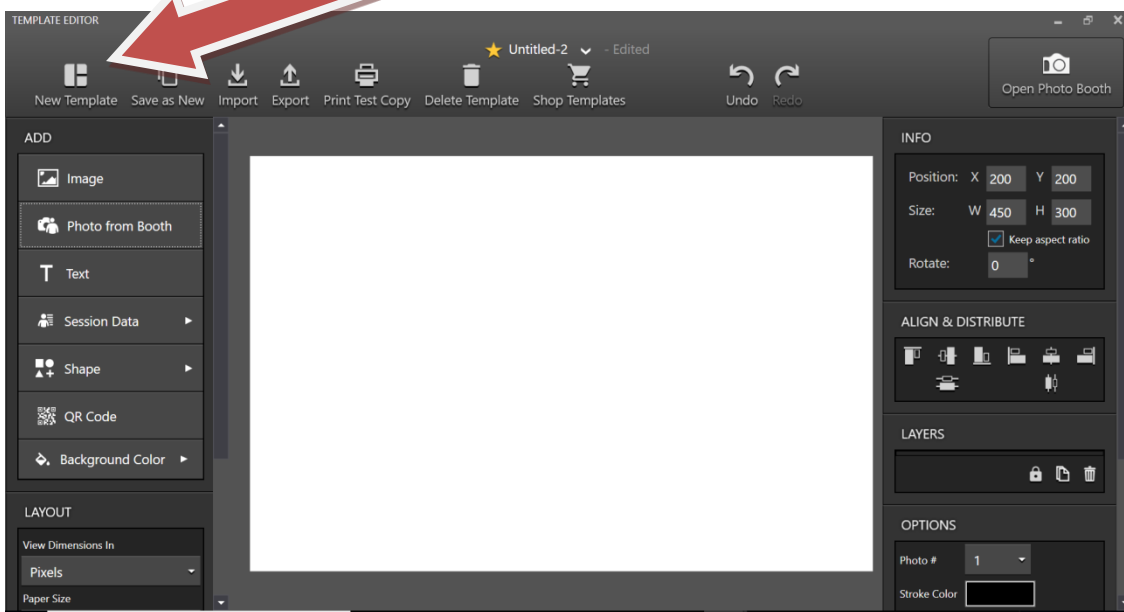 TEMPLATE EDITOR
Untitled-2 - Edited
New Template Save as New Import Export Print Test Copy Delete Template Shop Templates Undo Redo
Open Photo Booth
ADD
Image
Photo from Booth
Text
Session Data
Shape
QR Code
Background Color
LAYOUT
View Dimensions In
Pixels
Paper Size
INFO
Position: X 200 Y 200
Size: W 450 H 300
Keep aspect ratio
Rotate: 0 °
ALIGN & DISTRIBUTE
LAYERS
OPTIONS
Photo # 1
Stroke Color